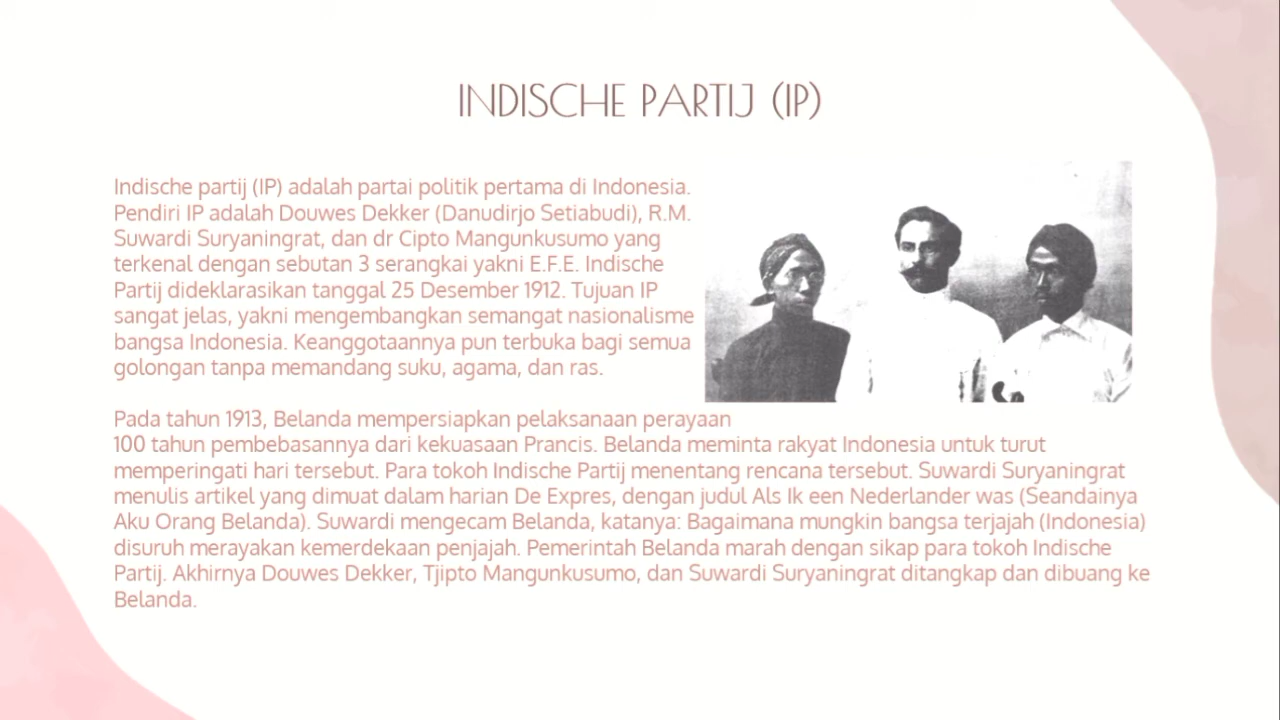 INDISCHE PARTIJ (IP)
Indische partij (IP) adalah partai politik pertama di Indonesia.
Pendiri IP adalah Douwes Dekker (Danudirjo Setiabudi), R.M.
Suwardi Suryaningrat, dan dr Cipto Mangunkusumo yang
terkenal dengan sebutan 3 serangkai yakni E.F.E. Indische
Partij dideklarasikan tanggal 25 Desember 1912. Tujuan IP
sangat jelas, yakni mengembangkan semangat nasionalisme
bangsa Indonesia. Keanggotaannya pun terbuka bagi semua
golongan tanpa memandang suku, agama, dan ras.
Pada tahun 1913, Belanda mempersiapkan pelaksanaan perayaan
100 tahun pembebasannya dari kekuasaan Prancis. Belanda meminta rakyat Indonesia untuk turut
memperingati hari tersebut. Para tokoh Indische Partij menentang rencana tersebut. Suwardi Suryaningrat
menulis artikel yang dimuat dalam harian De Expres, dengan judul Als Ik een Nederlander was (Seandainya
Aku Orang Belanda). Suwardi mengecam Belanda, katanya: Bagaimana mungkin bangsa terjajah (Indonesia)
disuruh merayakan kemerdekaan penjajah. Pemerintah Belanda marah dengan sikap para tokoh Indische
Partij. Akhirnya Douwes Dekker, Tjipto Mangunkusumo, dan Suwardi Suryaningrat ditangkap dan dibuang ke
Belanda.